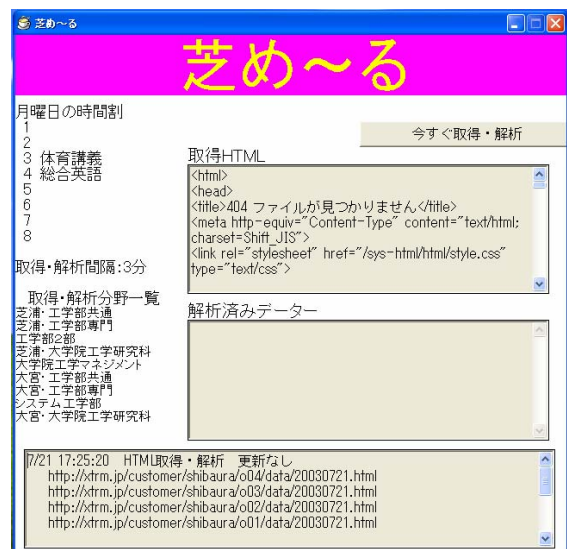 芝め～る
芝め～る
月曜日の時間割
1
2
3 体育講義
4 総合英語
5
6
7
8
取得・解析間隔:3分
取得・解析分野一覧
芝浦・工学部共通
芝浦・工学部専門
工学部2部
芝浦・大学院工学研究科
大学院工学マネジメント
大宮・工学部共通
大宮・工学部専門
システム工学部
大宮・大学院工学研究科
今すぐ取得・解析
取得HTML
<html>
<head>
<title>404 ファイルが見つかりません</title>
<meta http-equiv="Content-Type" content="text/html;
charset=Shift_JIS">
<link rel="stylesheet" href="/sys-html/html/style.css"
type="text/css">
解析済みデーター
7/21 17:25:20 HTML取得・解析 更新なし
http://xtrm.jp/customer/shibaura/o04/data/20030721.html
http://xtrm.jp/customer/shibaura/o03/data/20030721.html
http://xtrm.jp/customer/shibaura/o02/data/20030721.html
http://xtrm.jp/customer/shibaura/o01/data/20030721.html